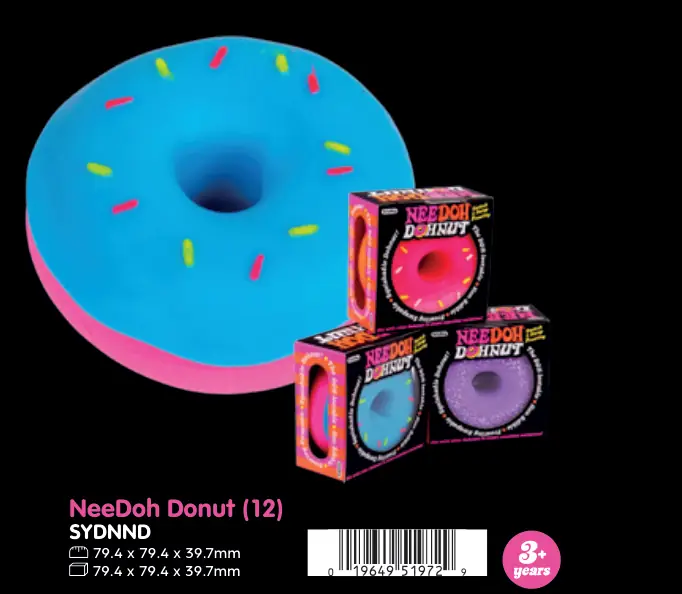 NEEDOH
DOHNUT
NEEDOH
DOHNUT
NEEDOH
DOHNUT
NeeDoh Donut (12)
SYDNND
79.4 x 79.4 x 39.7mm
79.4 x 79.4 x 39.7mm
0 19649 51972 9
3+
years